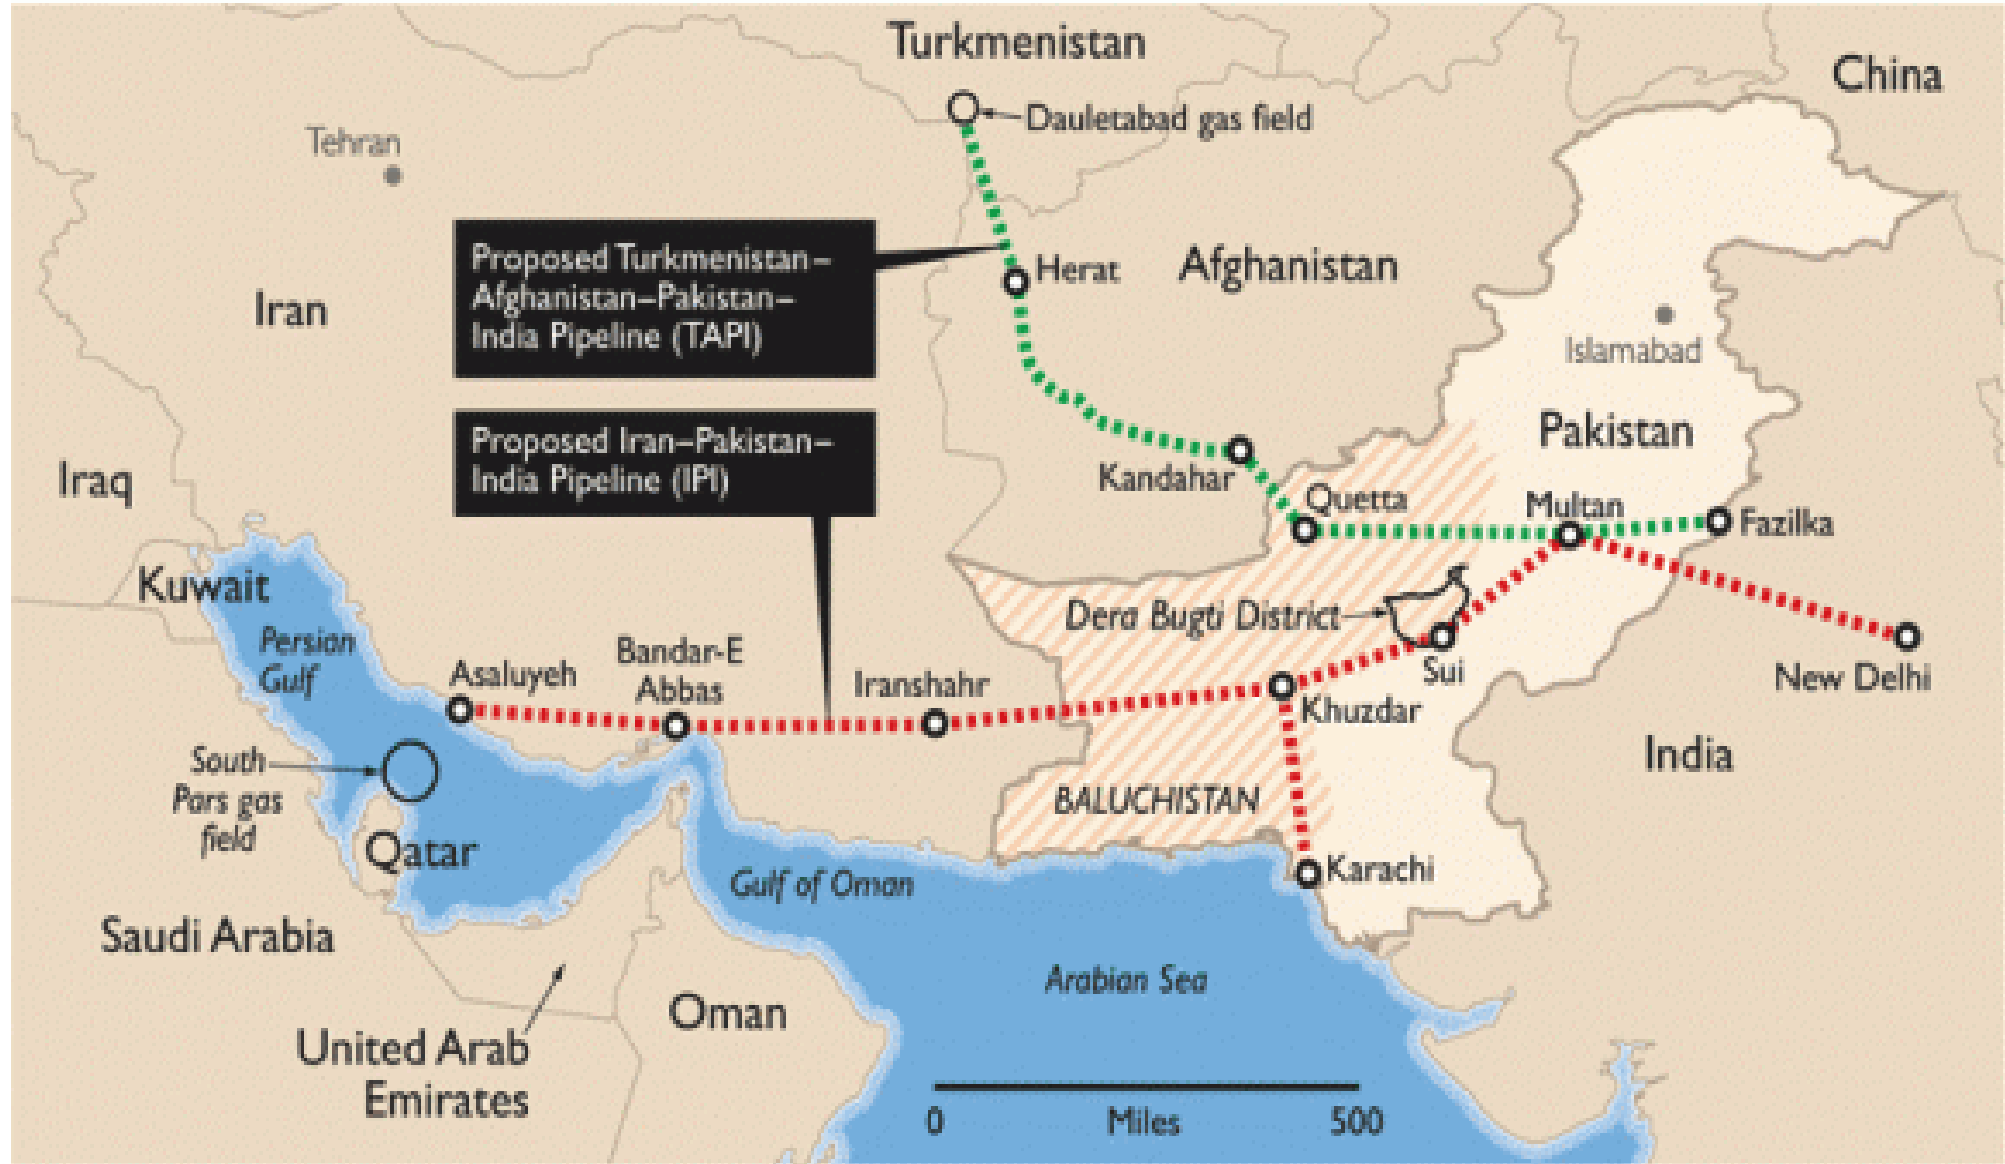 Turkmenistan
China
Dauletabad gas field
Tehran
Proposed Turkmenistan–
Afghanistan–Pakistan–
India Pipeline (TAPI)
Herat
Afghanistan
Iran
Islamabad
Pakistan
Proposed Iran–Pakistan–
India Pipeline (IPI)
Iraq
Kandahar
Quetta
Multan
Fazilka
Kuwait
Persian
Gulf
Dera Bugti District
Bandar-E
Abbas
Asaluyeh
Iranshahr
Sui
New Delhi
Khuzdar
India
South
Pars gas
field
BALUCHISTAN
Qatar
Gulf of Oman
Karachi
Saudi Arabia
Arabian Sea
Oman
United Arab
Emirates
0 Miles 500